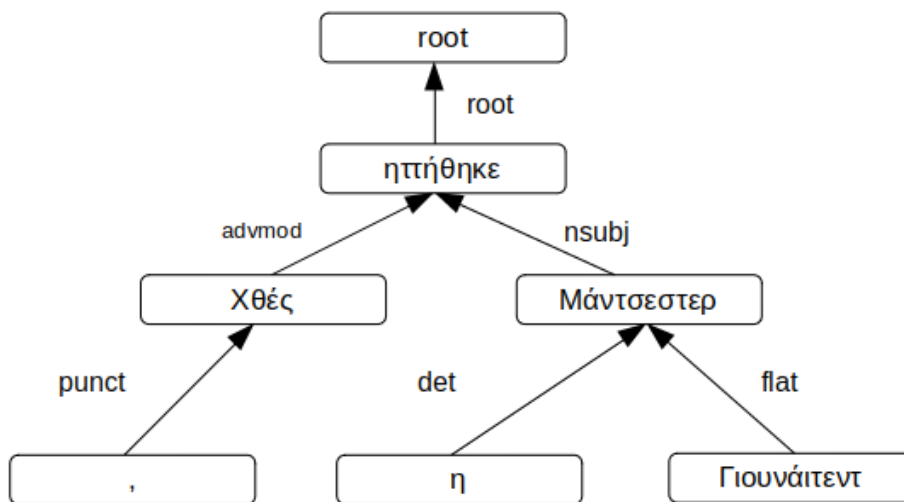 root
root
ηττήθηκε
advmod
nsubj
Χθές
Μάντσεστερ
punct
det
flat
,
η
Γιουνάιτεντ